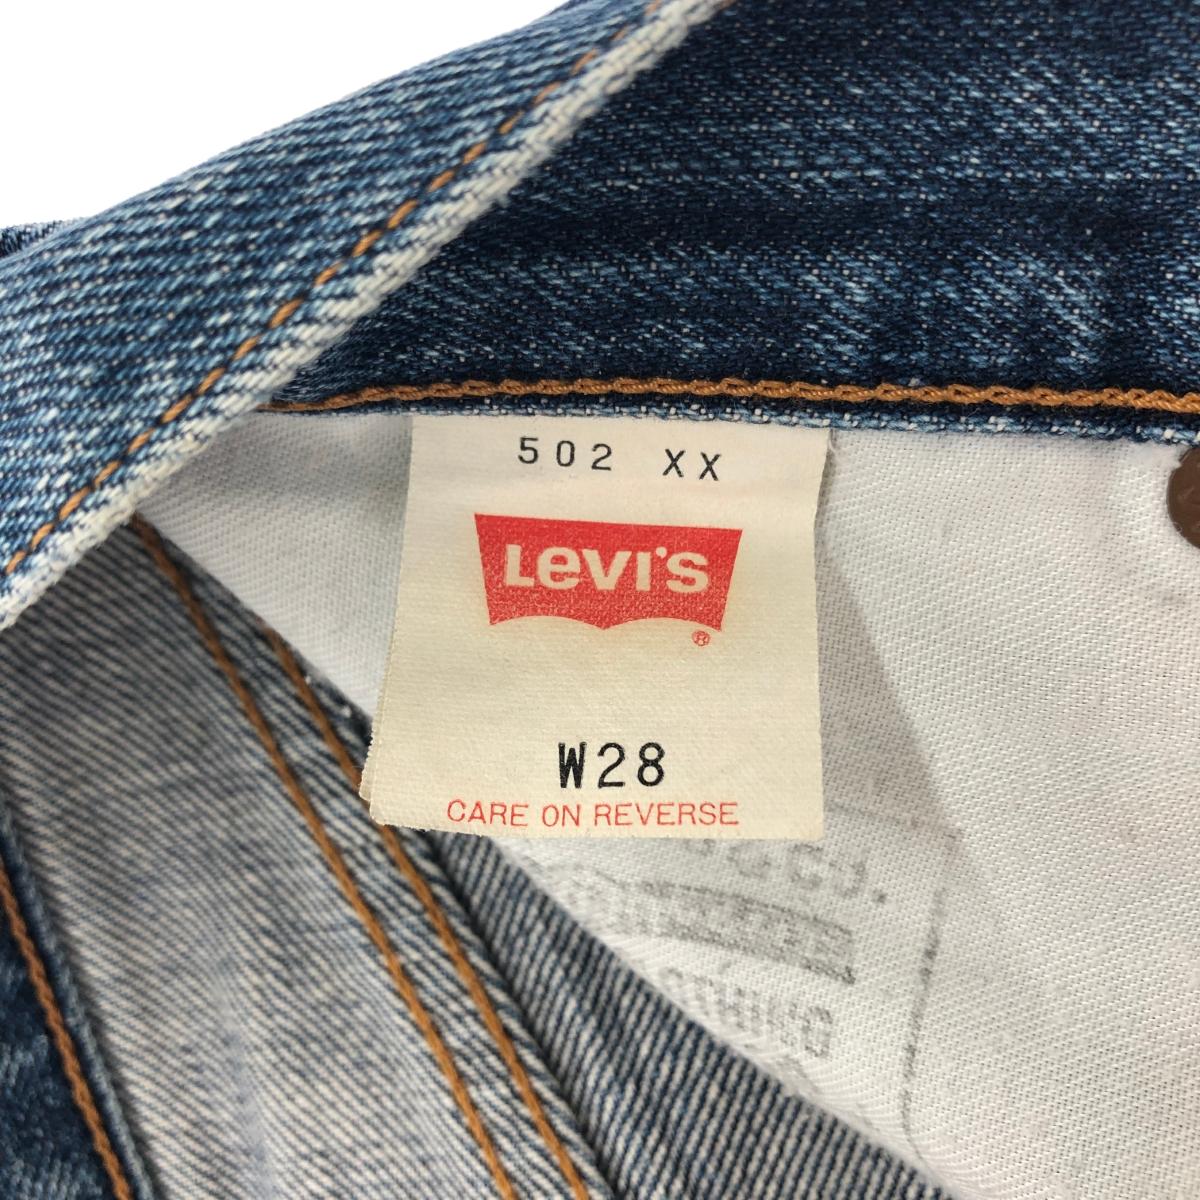 502 XX
Levi's
®
W28
CARE ON REVERSE